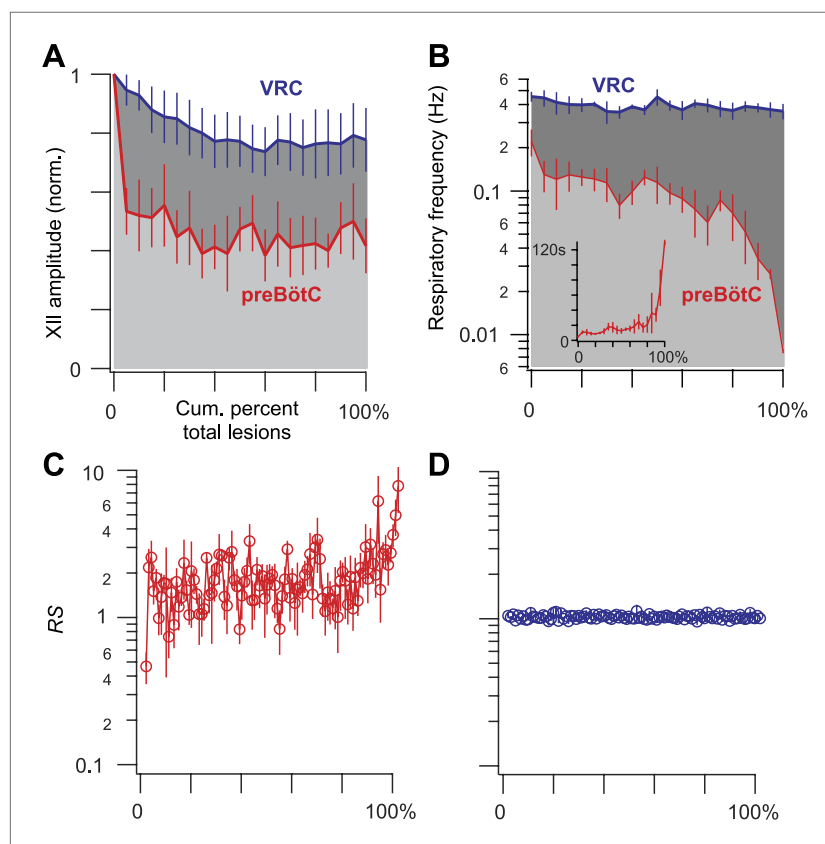 A
1
VRC
XII amplitude (norm.)
preBötC
0
0
Cum. percent
total lesions
100%
B
6
4
2
0.1
6
4
2
0.01
6
VRC
Respiratory frequency (Hz)
120s
0
0
100%
preBötC
0
100%
C
10
6
4
2
1
6
4
2
0.1
RS
0
100%
D
0
100%